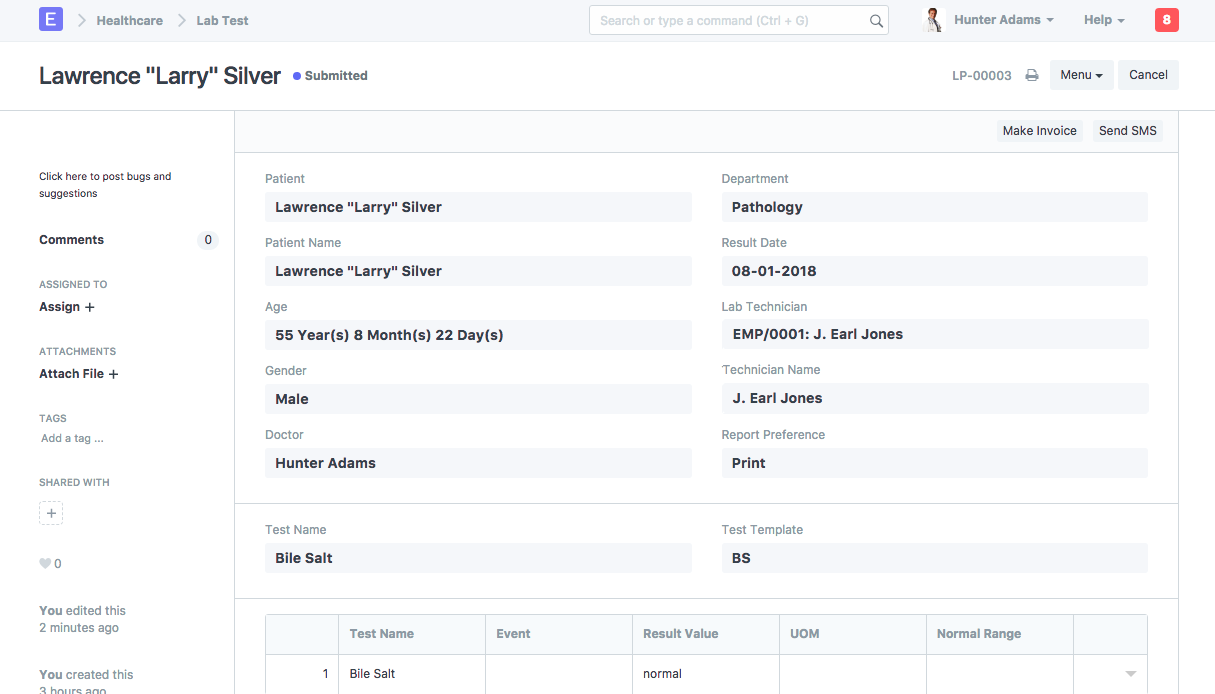 E Healthcare Lab Test
Search or type a command (Ctrl + G)
Hunter Adams Help 8
Lawrence "Larry" Silver Submitted
LP-00003 Menu Cancel
Make Invoice Send SMS
Click here to post bugs and
suggestions
Comments 0
ASSIGNED TO
Assign +
ATTACHMENTS
Attach File +
TAGS
Add a tag ...
SHARED WITH
+
0
You edited this
2 minutes ago
You created this
3 hours ago
Patient
Lawrence "Larry" Silver
Patient Name
Lawrence "Larry" Silver
Age
55 Year(s) 8 Month(s) 22 Day(s)
Gender
Male
Doctor
Hunter Adams
Department
Pathology
Result Date
08-01-2018
Lab Technician
EMP/0001: J. Earl Jones
Technician Name
J. Earl Jones
Report Preference
Print
Test Name
Bile Salt
Test Template
BS
Test Name Event Result Value UOM Normal Range
1 Bile Salt normal